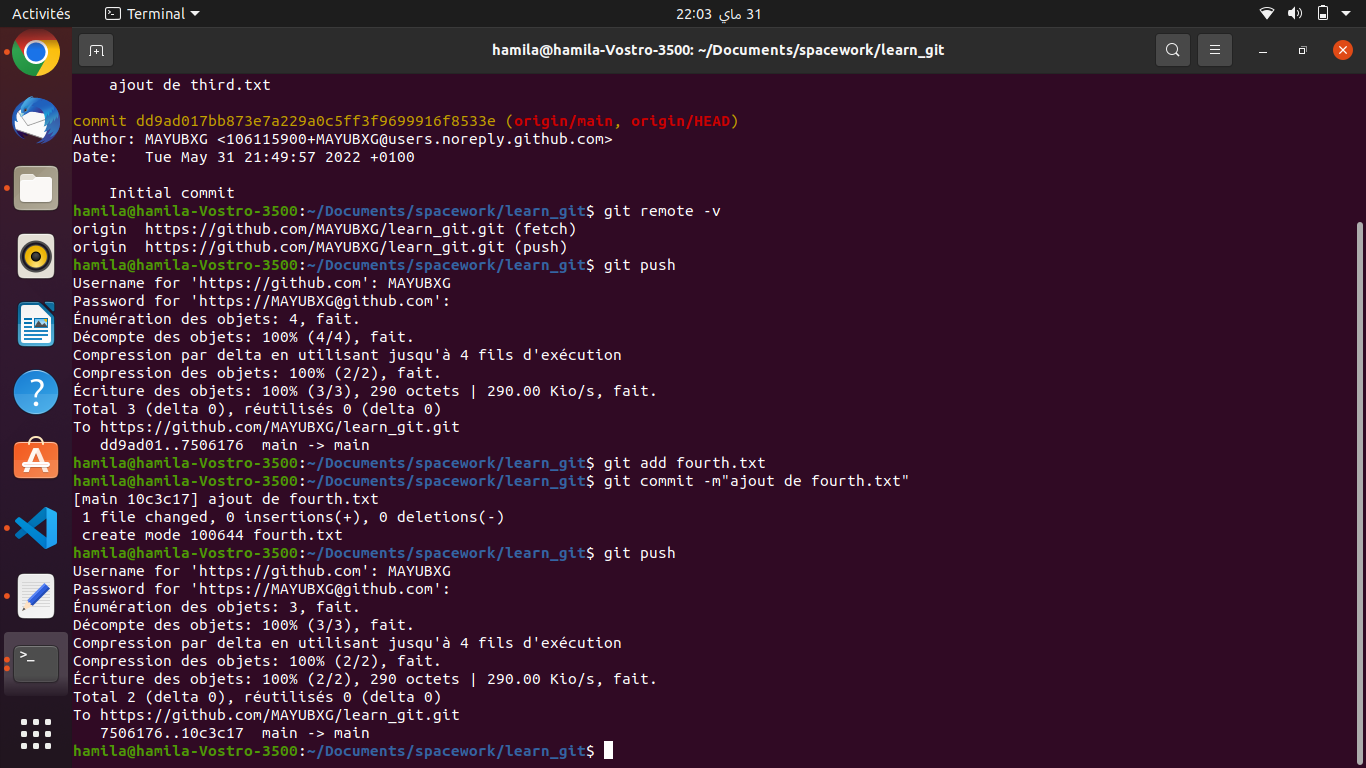 Activités
Terminal
31 ماي 22:03
hamila@hamila-Vostro-3500: ~/Documents/spacework/learn_git
ajout de third.txt
commit dd9ad017bb873e7a229a0c5ff3f9699916f8533e (origin/main, origin/HEAD)
Author: MAYUBXG <106115900+MAYUBXG@users.noreply.github.com>
Date:   Tue May 31 21:49:57 2022 +0100
Initial commit
hamila@hamila-Vostro-3500:~/Documents/spacework/learn_git$ git remote -v
origin  https://github.com/MAYUBXG/learn_git.git (fetch)
origin  https://github.com/MAYUBXG/learn_git.git (push)
hamila@hamila-Vostro-3500:~/Documents/spacework/learn_git$ git push
Username for 'https://github.com': MAYUBXG
Password for 'https://MAYUBXG@github.com':
Énumération des objets: 4, fait.
Décompte des objets: 100% (4/4), fait.
Compression par delta en utilisant jusqu'à 4 fils d'exécution
Compression des objets: 100% (2/2), fait.
Écriture des objets: 100% (3/3), 290 octets | 290.00 Kio/s, fait.
Total 3 (delta 0), réutilisés 0 (delta 0)
To https://github.com/MAYUBXG/learn_git.git
   dd9ad01..7506176  main -> main
hamila@hamila-Vostro-3500:~/Documents/spacework/learn_git$ git add fourth.txt
hamila@hamila-Vostro-3500:~/Documents/spacework/learn_git$ git commit -m"ajout de fourth.txt"
[main 10c3c17] ajout de fourth.txt
 1 file changed, 0 insertions(+), 0 deletions(-)
 create mode 100644 fourth.txt
hamila@hamila-Vostro-3500:~/Documents/spacework/learn_git$ git push
Username for 'https://github.com': MAYUBXG
Password for 'https://MAYUBXG@github.com':
Énumération des objets: 3, fait.
Décompte des objets: 100% (3/3), fait.
Compression par delta en utilisant jusqu'à 4 fils d'exécution
Compression des objets: 100% (2/2), fait.
Écriture des objets: 100% (2/2), 290 octets | 290.00 Kio/s, fait.
Total 2 (delta 0), réutilisés 0 (delta 0)
To https://github.com/MAYUBXG/learn_git.git
   7506176..10c3c17  main -> main
hamila@hamila-Vostro-3500:~/Documents/spacework/learn_git$